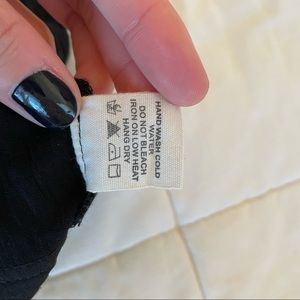 HAND WASH COLD
WATER
DO NOT BLEACH
IRON ON LOW HEAT
HANG DRY